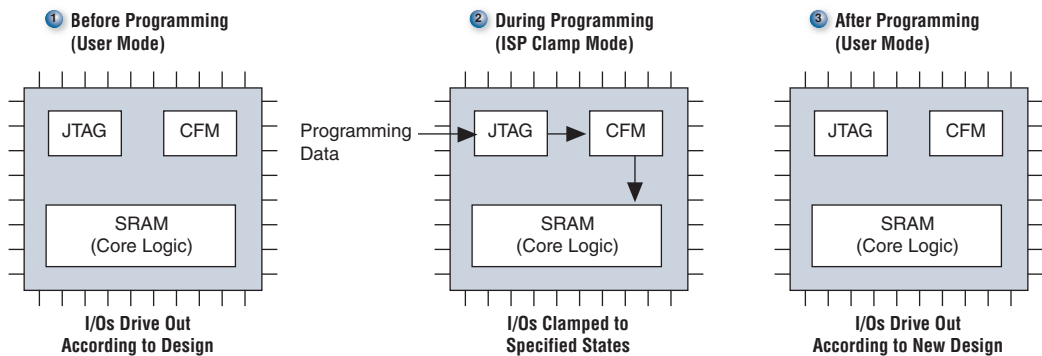 1 Before Programming
(User Mode)
JTAG
CFM
SRAM
(Core Logic)
I/Os Drive Out
According to Design
2 During Programming
(ISP Clamp Mode)
Programming
Data
JTAG
CFM
SRAM
(Core Logic)
I/Os Clamped to
Specified States
3 After Programming
(User Mode)
JTAG
CFM
SRAM
(Core Logic)
I/Os Drive Out
According to New Design